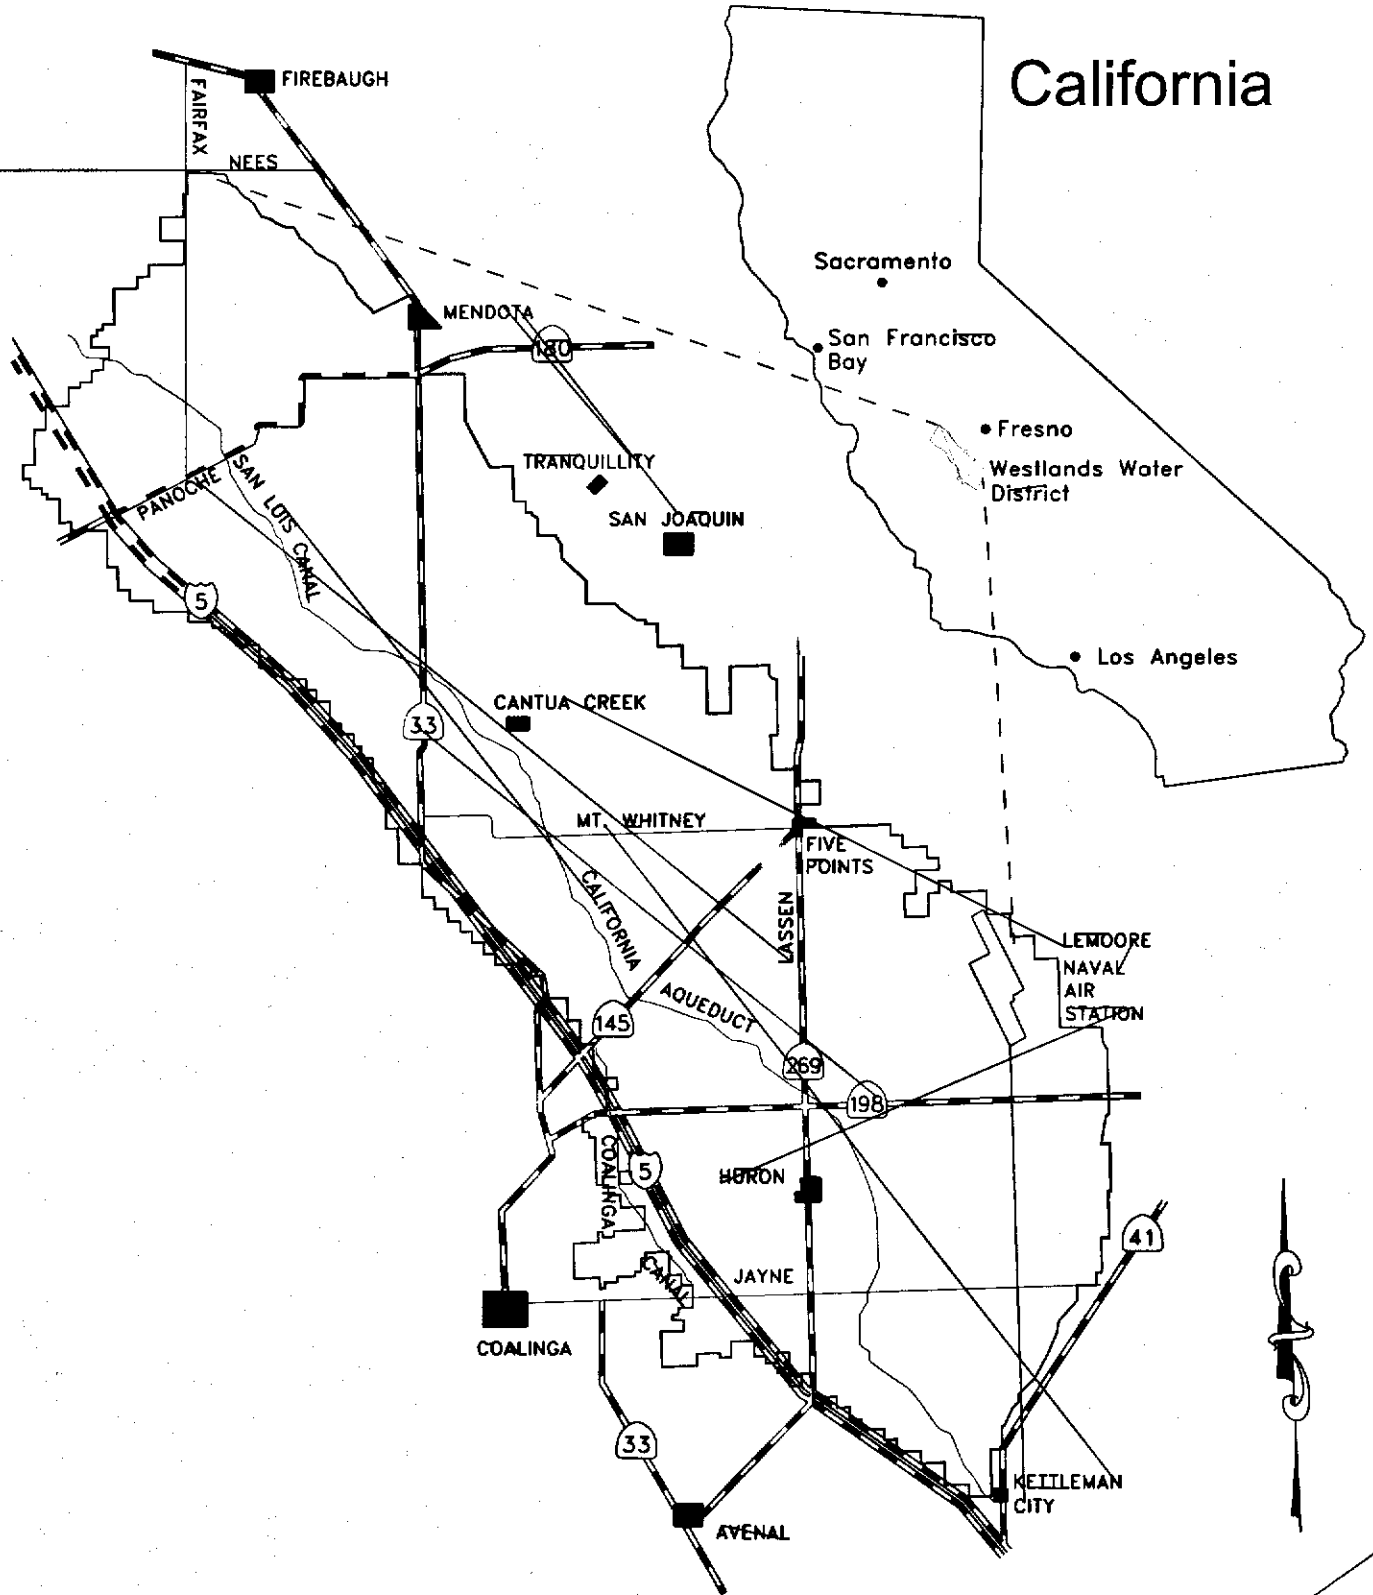 California
FIREBAUGH
FAIRFAX
NEES
Sacramento
MENDOTA
180
San Francisco
Bay
Fresno
TRANQUILLITY
Westlands Water
District
PANOCHE
SAN LUIS CANAL
SAN JOAQUIN
5
Los Angeles
CANTUA CREEK
33
MT. WHITNEY
FIVE
POINTS
CALIFORNIA
AQUEDUCT
LASSEN
LEMOORE
NAVAL
AIR
STATION
145
269
198
COALINGA
CANAL
5
HURON
41
JAYNE
COALINGA
33
KETTLEMAN
CITY
AVENAL